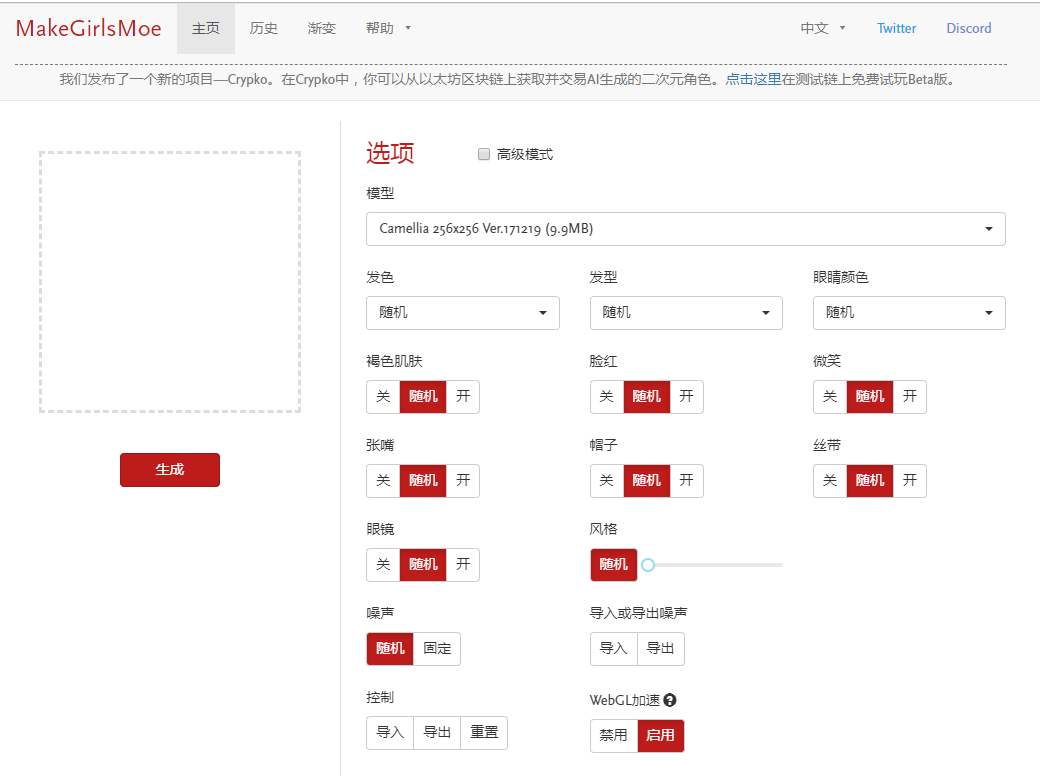 MakeGirlsMoe 主页 历史 渐变 帮助 中文 Twitter Discord
我们发布了一个新的项目—Crypko。在Crypko中，你可以从以太坊区块链上获取并交易AI生成的二次元角色。点击这里在测试链上免费试玩Beta版。
选项 高级模式
模型
Camellia 256x256 Ver.171219 (9.9MB)
发色 发型 眼睛颜色
随机 随机 随机
褐色肌肤 脸红 微笑
关 随机 开 关 随机 开 关 随机 开
张嘴 帽子 丝带
关 随机 开 关 随机 开 关 随机 开
生成
眼镜 风格
关 随机 开 随机
噪声 导入或导出噪声
随机 固定 导入 导出
控制 WebGL加速 ?
导入 导出 重置 禁用 启用